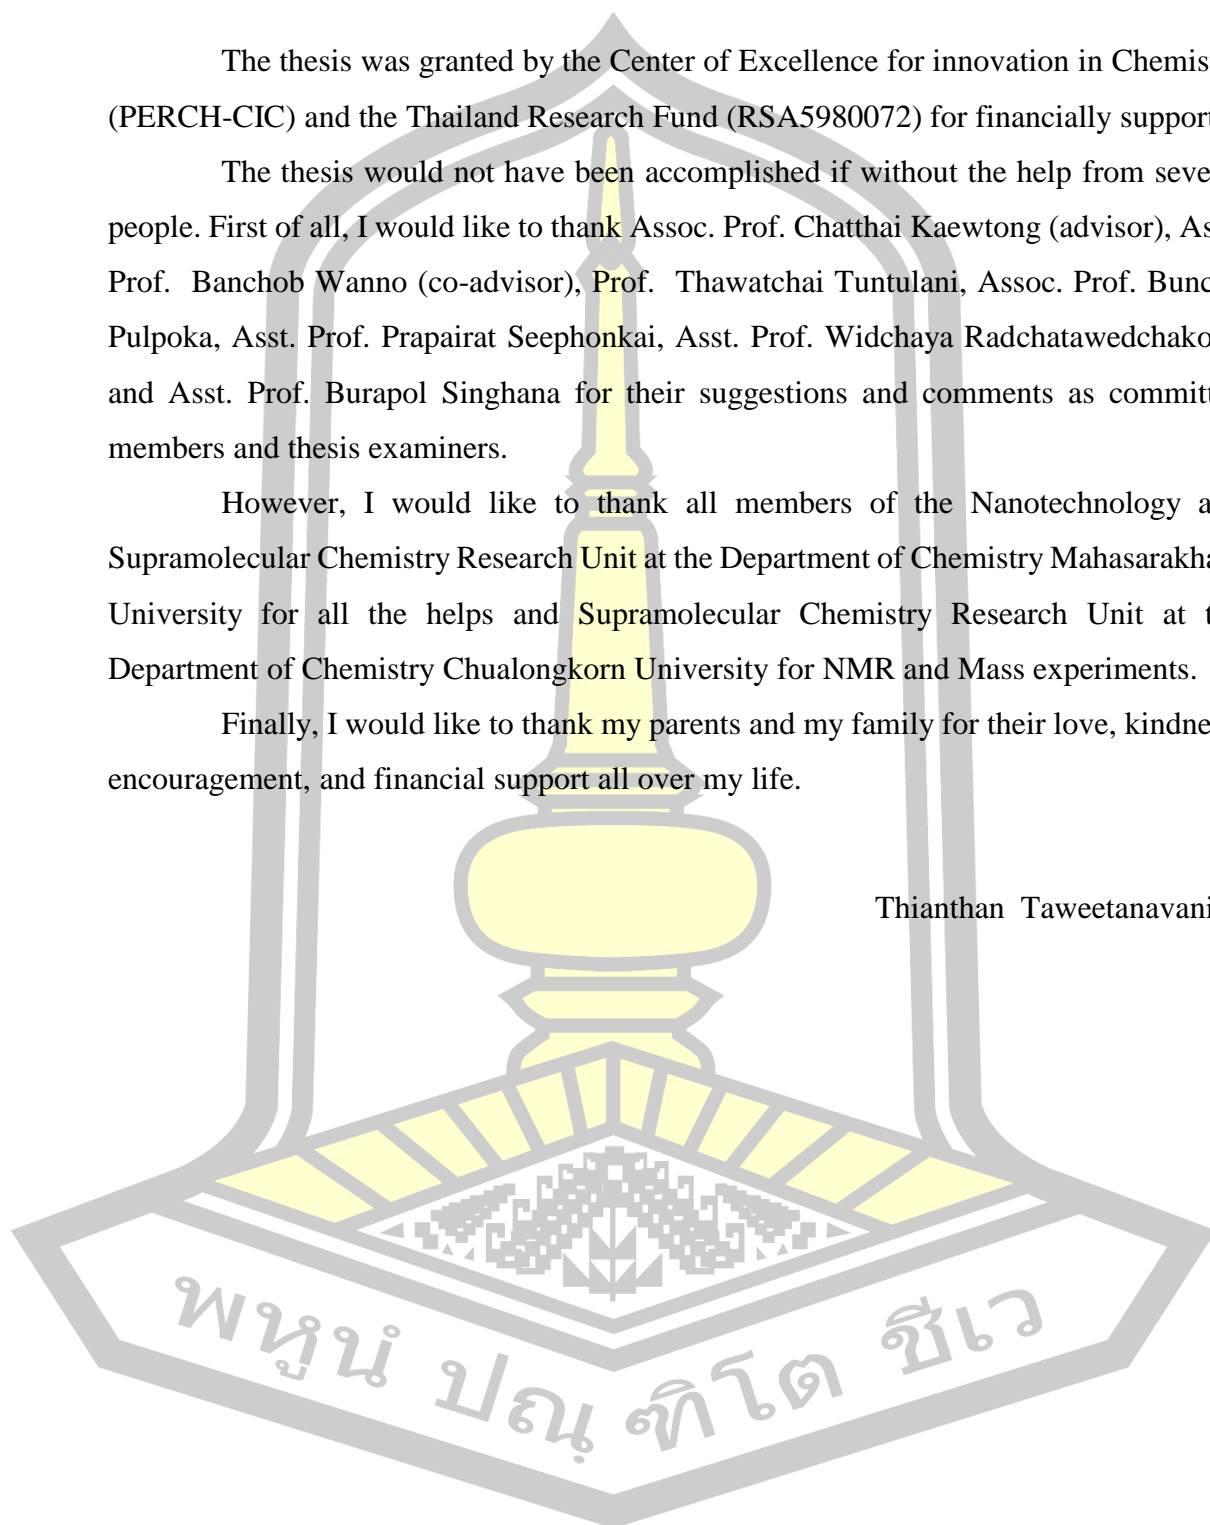 The thesis was granted by the Center of Excellence for innovation in Chemis
(PERCH-CIC) and the Thailand Research Fund (RSA5980072) for financially support
The thesis would not have been accomplished if without the help from seve
people. First of all, I would like to thank Assoc. Prof. Chatthai Kaewtong (advisor), As
Prof. Banchob Wanno (co-advisor), Prof. Thawatchai Tuntulani, Assoc. Prof. Bunc
Pulpoka, Asst. Prof. Prapairat Seephonkai, Asst. Prof. Widchaya Radchatawedchako
and Asst. Prof. Burapol Singhana for their suggestions and comments as committ
members and thesis examiners.
However, I would like to thank all members of the Nanotechnology a
Supramolecular Chemistry Research Unit at the Department of Chemistry Mahasarakha
University for all the helps and Supramolecular Chemistry Research Unit at t
Department of Chemistry Chualongkorn University for NMR and Mass experiments.
Finally, I would like to thank my parents and my family for their love, kindne
encouragement, and financial support all over my life.
Thianthan Taweetanavani
พหูนํ ปณฺฑิโต ชีเว